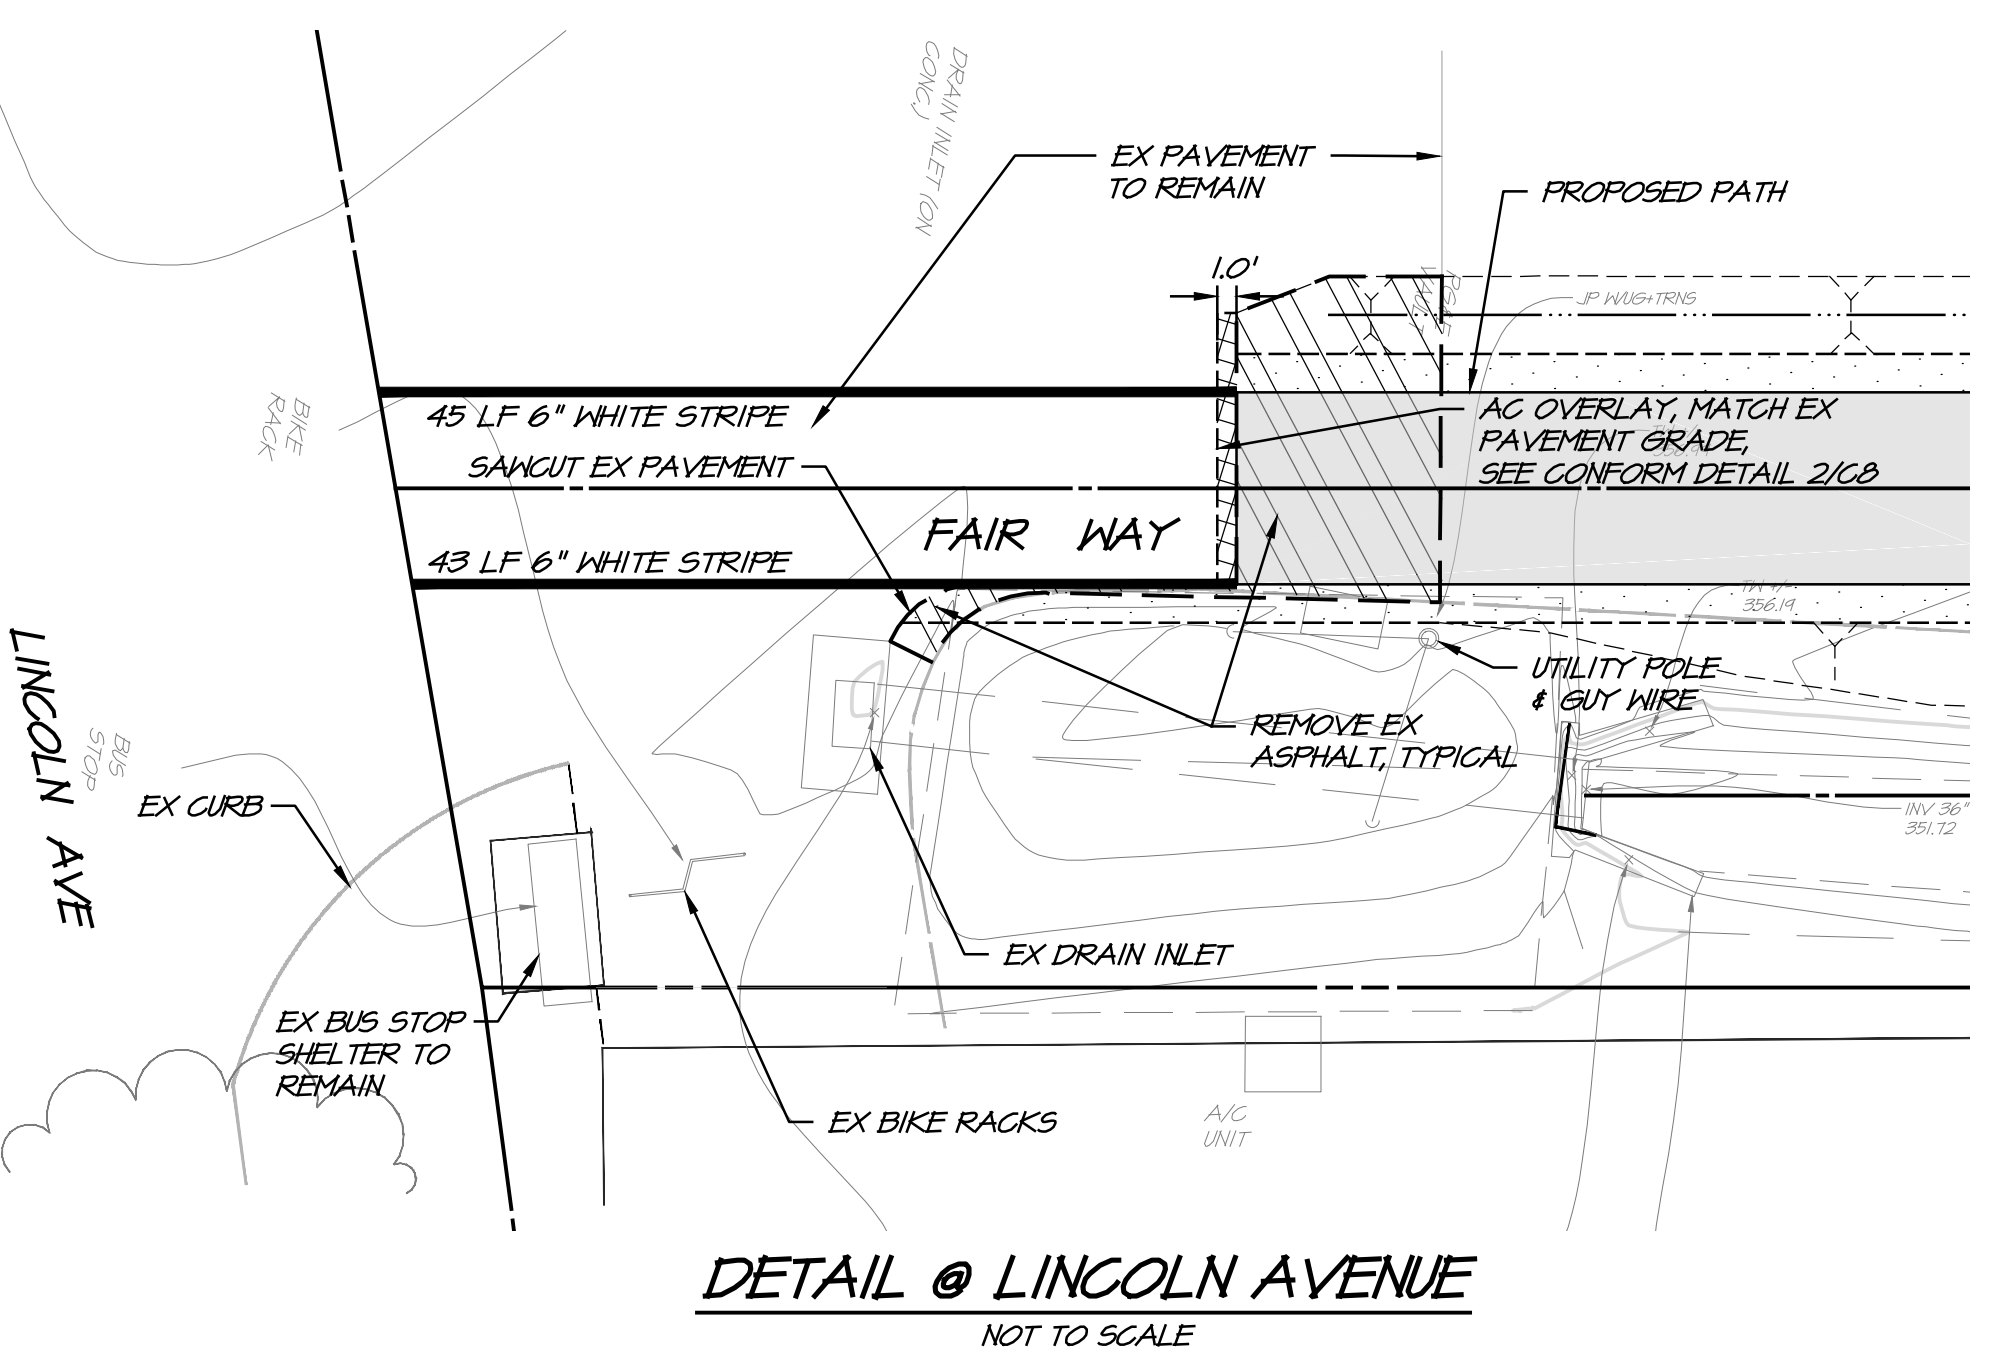 DRAIN INLET (ON
CONC.)
EX PAVEMENT
TO REMAIN
PROPOSED PATH
1.0'
JP W/UG+TRNS
BIKE
RACK
45 LF 6" WHITE STRIPE
AC OVERLAY, MATCH EX
PAVEMENT GRADE,
SEE CONFORM DETAIL 2/C8
SAWCUT EX PAVEMENT
FAIR WAY
43 LF 6" WHITE STRIPE
TW +/-
356.19
LINCOLN AVE
UTILITY POLE
& GUY WIRE
REMOVE EX
ASPHALT, TYPICAL
BUS
STOP
EX CURB
INV 36"
351.72
EX DRAIN INLET
EX BUS STOP
SHELTER TO
REMAIN
EX BIKE RACKS
A/C
UNIT
DETAIL @ LINCOLN AVENUE
NOT TO SCALE